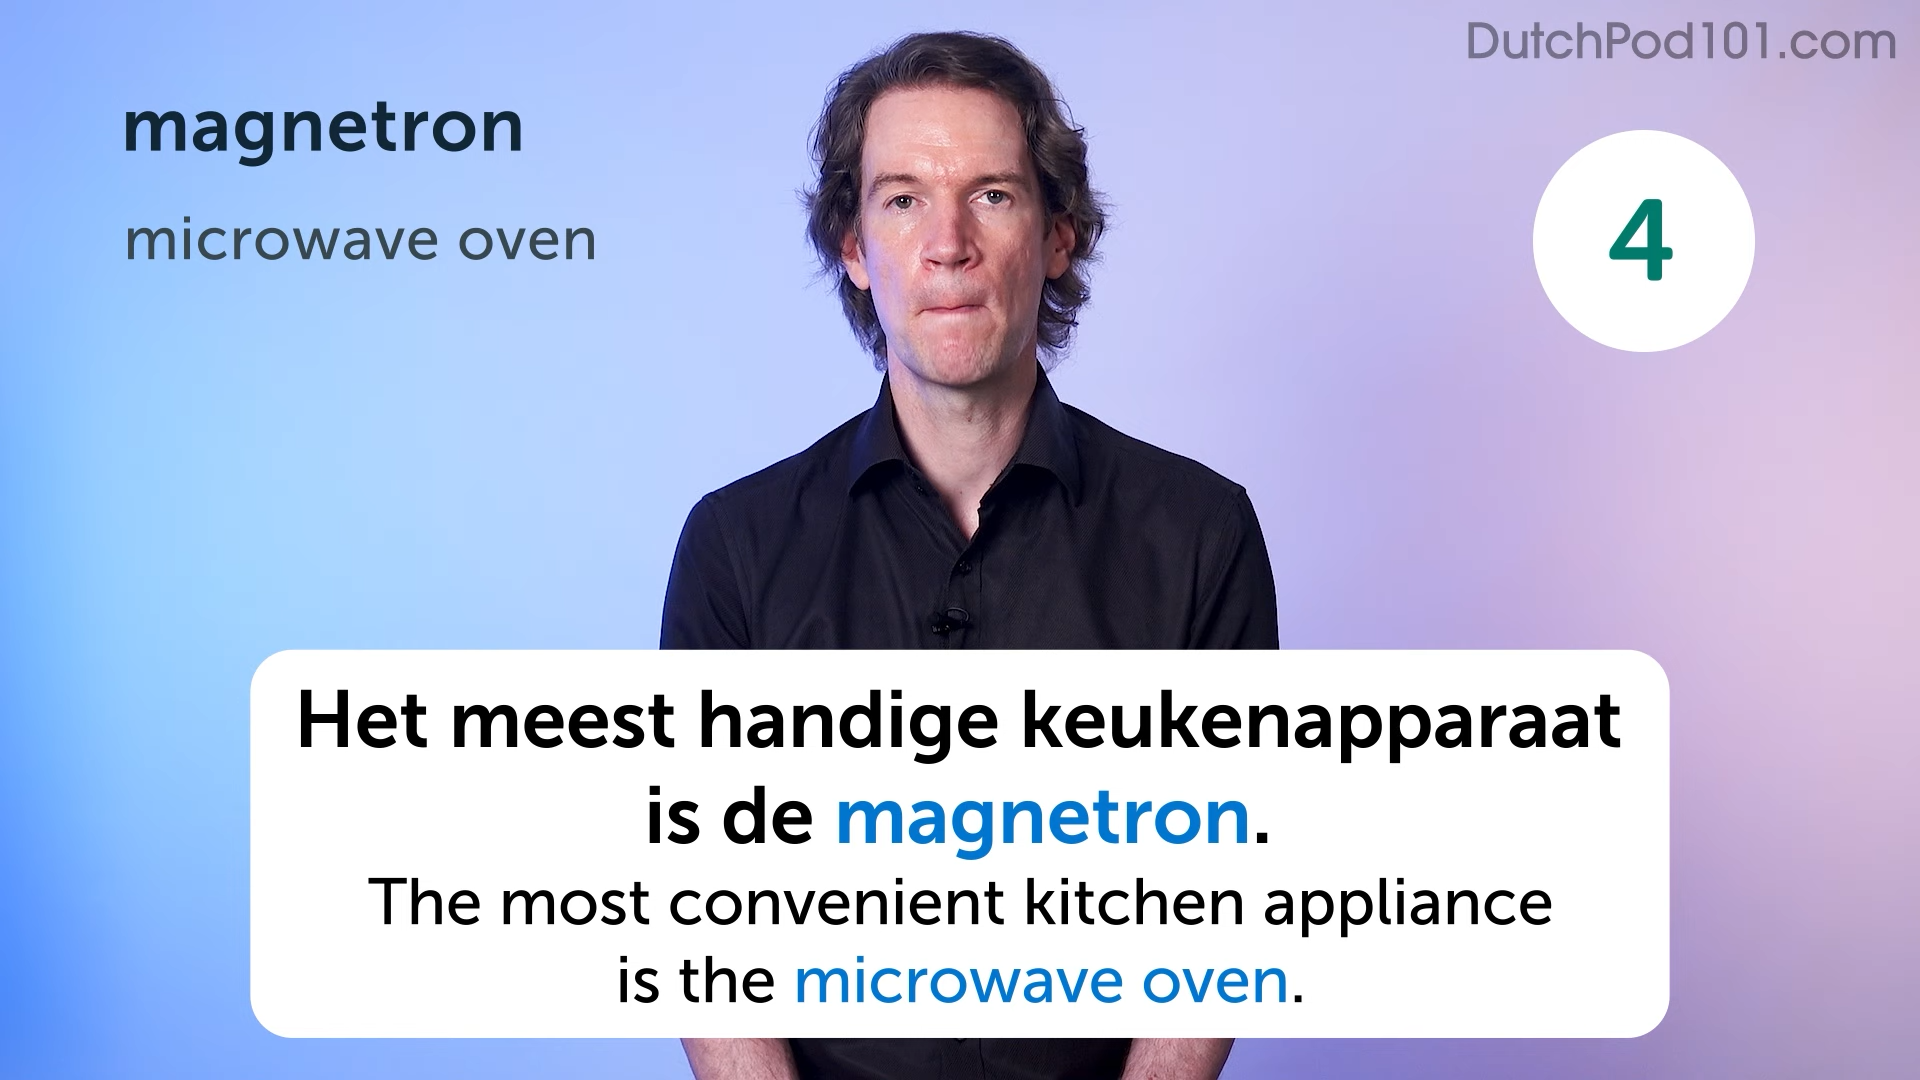 DutchPod101.com
magnetron
microwave oven
4
Het meest handige keukenapparaat
is de magnetron.
The most convenient kitchen appliance
is the microwave oven.